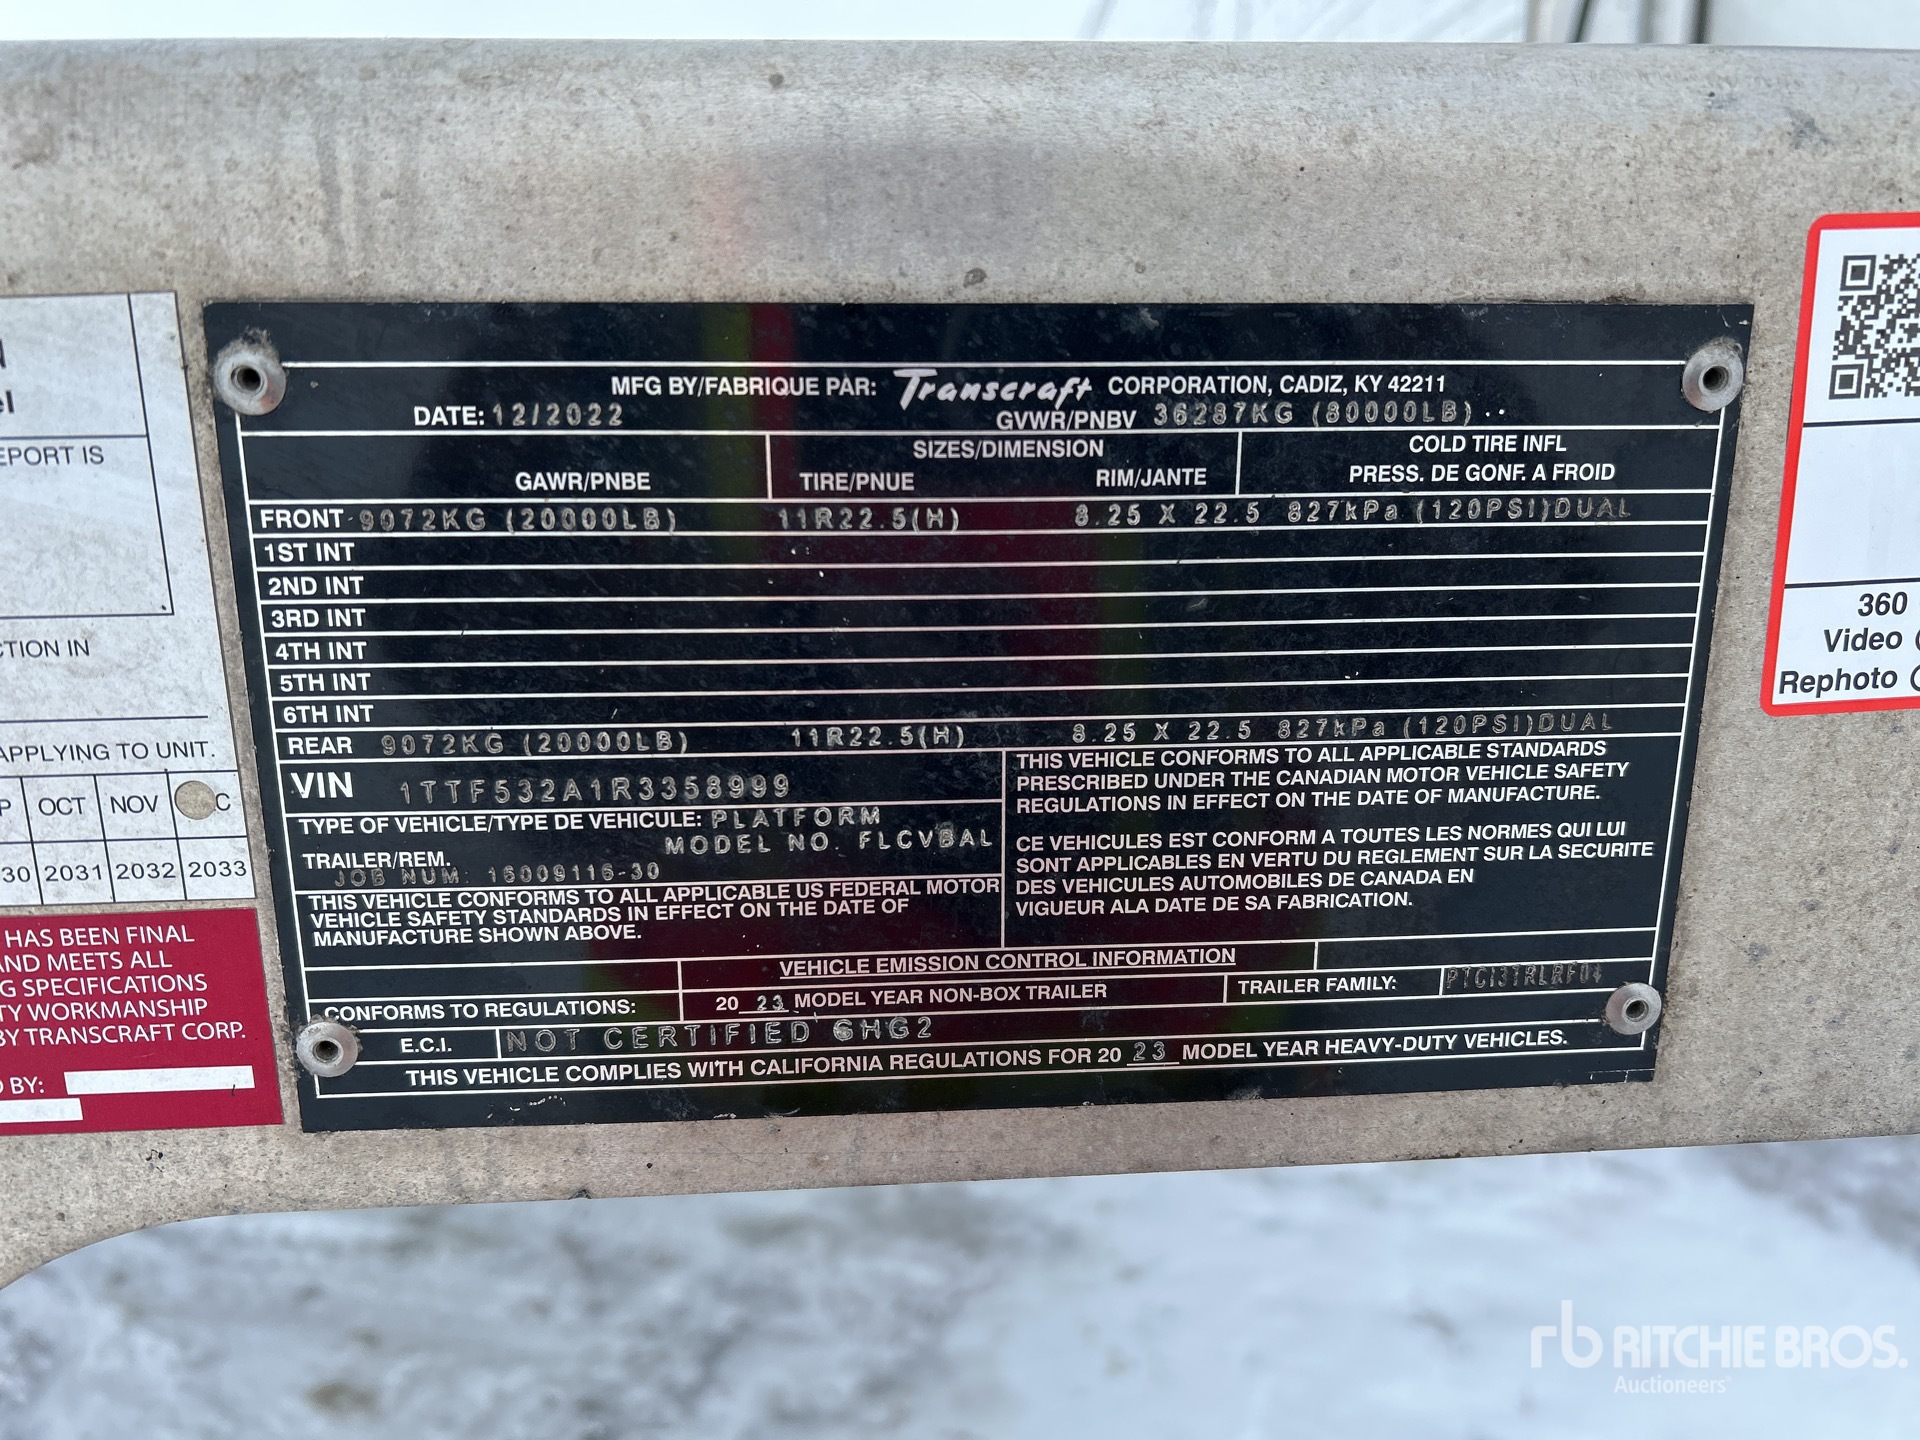 MFG BY/FABRIQUE PAR: Transcraft CORPORATION, CADIZ, KY 42211
DATE: 12/2022 GVWR/PNBV 36287KG (80000LB)
GAWR/PNBE SIZES/DIMENSION COLD TIRE INFL
TIRE/PNUE RIM/JANTE PRESS. DE GONF. A FROID
FRONT 9072KG (20000LB) 11R22.5(H) 8.25 X 22.5 827kPa (120PSI)DUAL
1ST INT
2ND INT
3RD INT
4TH INT
5TH INT
6TH INT
REAR 9072KG (20000LB) 11R22.5(H) 8.25 X 22.5 827kPa (120PSI)DUAL
VIN 1TTF532A1R3358999
TYPE OF VEHICLE/TYPE DE VEHICULE: PLATFORM
MODEL NO. FLCVBAL
TRAILER/REM.
JOB NUM: 16009116-30
THIS VEHICLE CONFORMS TO ALL APPLICABLE US FEDERAL MOTOR
VEHICLE SAFETY STANDARDS IN EFFECT ON THE DATE OF
MANUFACTURE SHOWN ABOVE.
THIS VEHICLE CONFORMS TO ALL APPLICABLE STANDARDS
PRESCRIBED UNDER THE CANADIAN MOTOR VEHICLE SAFETY
REGULATIONS IN EFFECT ON THE DATE OF MANUFACTURE.
CE VEHICULES EST CONFORM A TOUTES LES NORMES QUI LUI
SONT APPLICABLES EN VERTU DU REGLEMENT SUR LA SECURITE
DES VEHICULES AUTOMOBILES DE CANADA EN
VIGUEUR ALA DATE DE SA FABRICATION.
VEHICLE EMISSION CONTROL INFORMATION
CONFORMS TO REGULATIONS: 20 23 MODEL YEAR NON-BOX TRAILER TRAILER FAMILY:
E.C.I. NOT CERTIFIED GHG2
THIS VEHICLE COMPLIES WITH CALIFORNIA REGULATIONS FOR 20 23 MODEL YEAR HEAVY-DUTY VEHICLES.
EPORT IS
CTION IN
APPLYING TO UNIT.
P OCT NOV C
30 2031 2032 2033
HAS BEEN FINAL
AND MEETS ALL
G SPECIFICATIONS
TY WORKMANSHIP
BY TRANSCRAFT CORP.
D BY:
360
Video
Rephoto
rb RITCHIE BROS.
Auctioneers